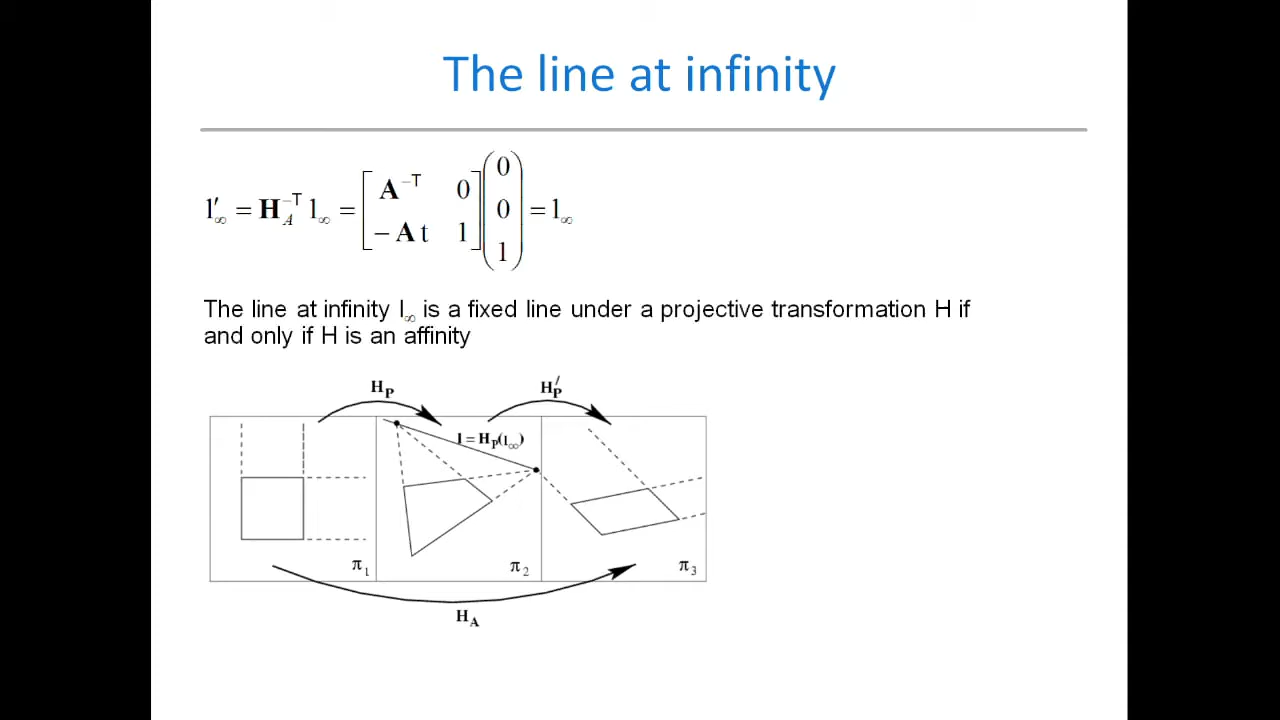 The line at infinity
l′∞ = H_A^−T l∞ = [ A^−T 0 ; − A t 1 ] ( 0 0 1 ) = l∞
The line at infinity l∞ is a fixed line under a projective transformation H if
and only if H is an affinity
H_P H′_P
l = H_P(l∞)
π1 π2 π3
H_A